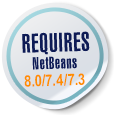 REQUIRES
NetBeans
8.0/7.4/7.3